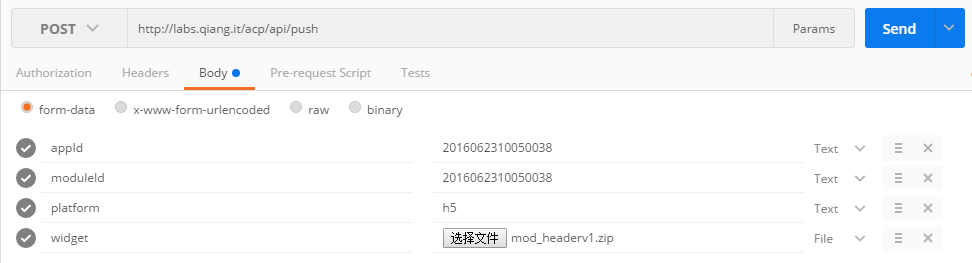 POST http://labs.qiang.it/acp/api/push Params Send
Authorization Headers Body Pre-request Script Tests
form-data x-www-form-urlencoded raw binary
appId 2016062310050038 Text
moduleId 2016062310050038 Text
platform h5 Text
widget 选择文件 mod_headerv1.zip File